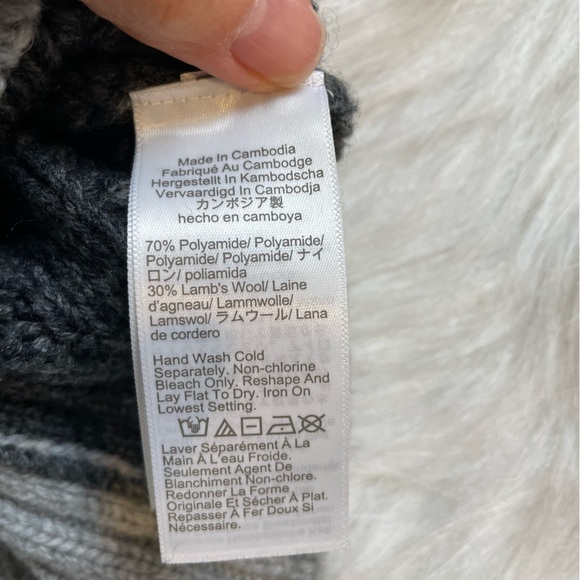 Made In Cambodia
Fabriqué Au Cambodge
Hergestellt In Kambodscha
Vervaardigd In Cambodja
カンボジア製
hecho en camboya
70% Polyamide/ Polyamide/
Polyamide/ Polyamide/ ナイ
ロン/ poliamida
30% Lamb's Wool/ Laine
d'agneau/ Lammwolle/
Lamswol/ ラムウール/ Lana
de cordero
Hand Wash Cold
Separately. Non-chlorine
Bleach Only. Reshape And
Lay Flat To Dry. Iron On
Lowest Setting.
Laver Séparément À La
Main À L'eau Froide.
Seulement Agent De
Blanchiment Non-chlore.
Redonner La Forme
Originale Et Sécher À Plat.
Repasser À Fer Doux Si
Nécessaire.